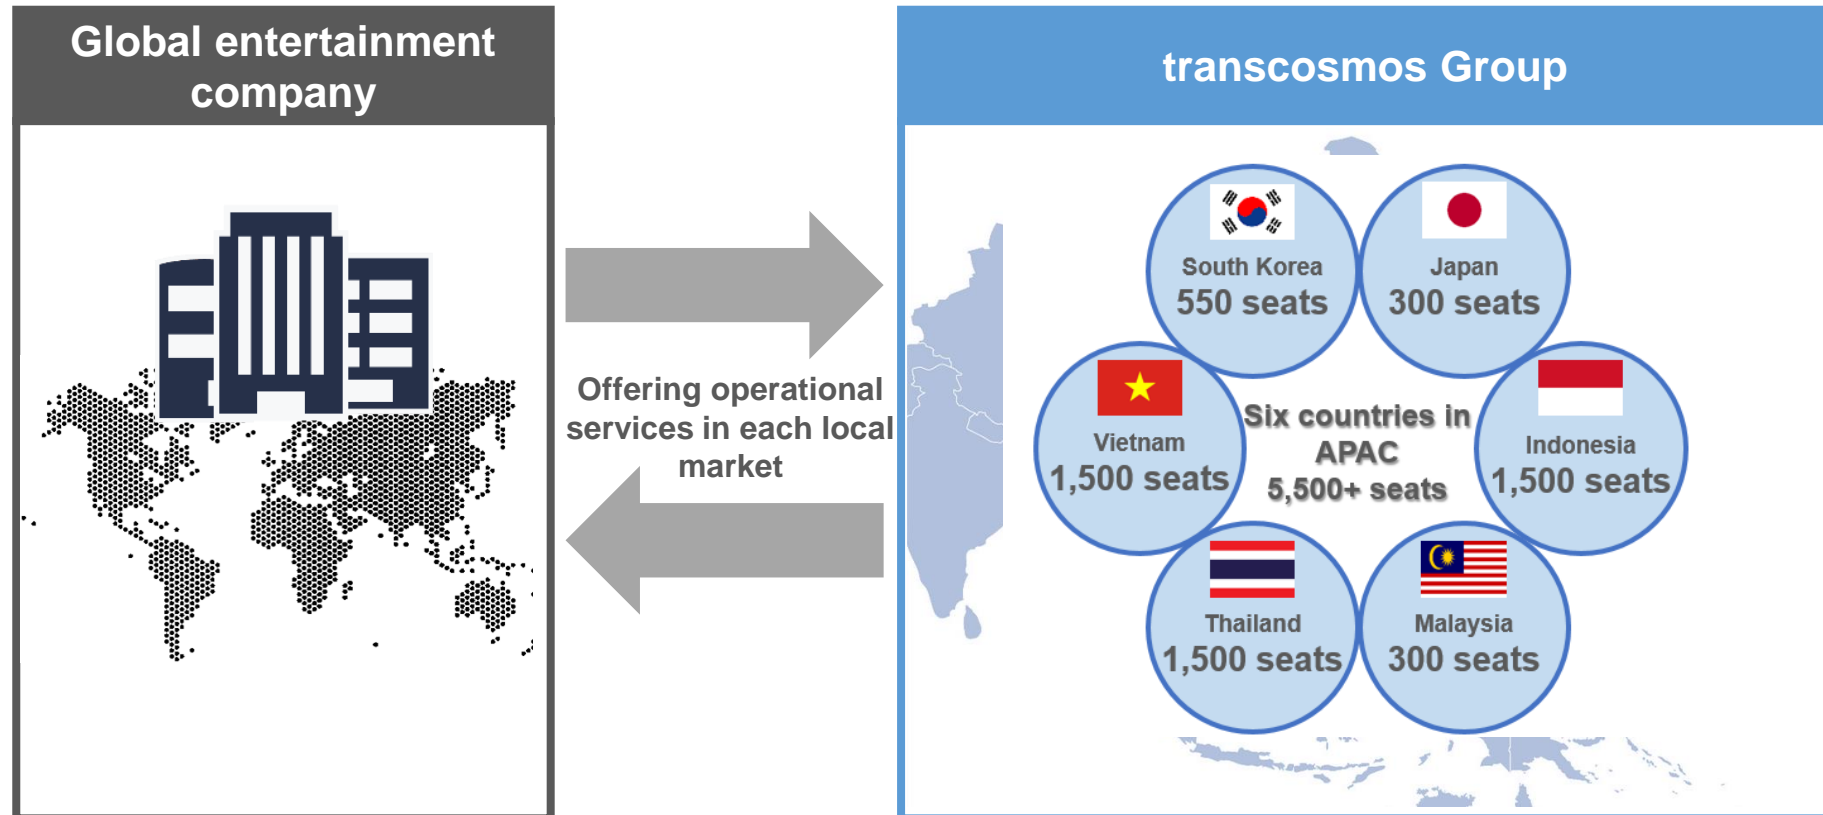 Global entertainment
company
transcosmos Group
Offering operational
services in each local
market
South Korea
550 seats
Japan
300 seats
Vietnam
1,500 seats
Six countries in
APAC
5,500+ seats
Indonesia
1,500 seats
Thailand
1,500 seats
Malaysia
300 seats